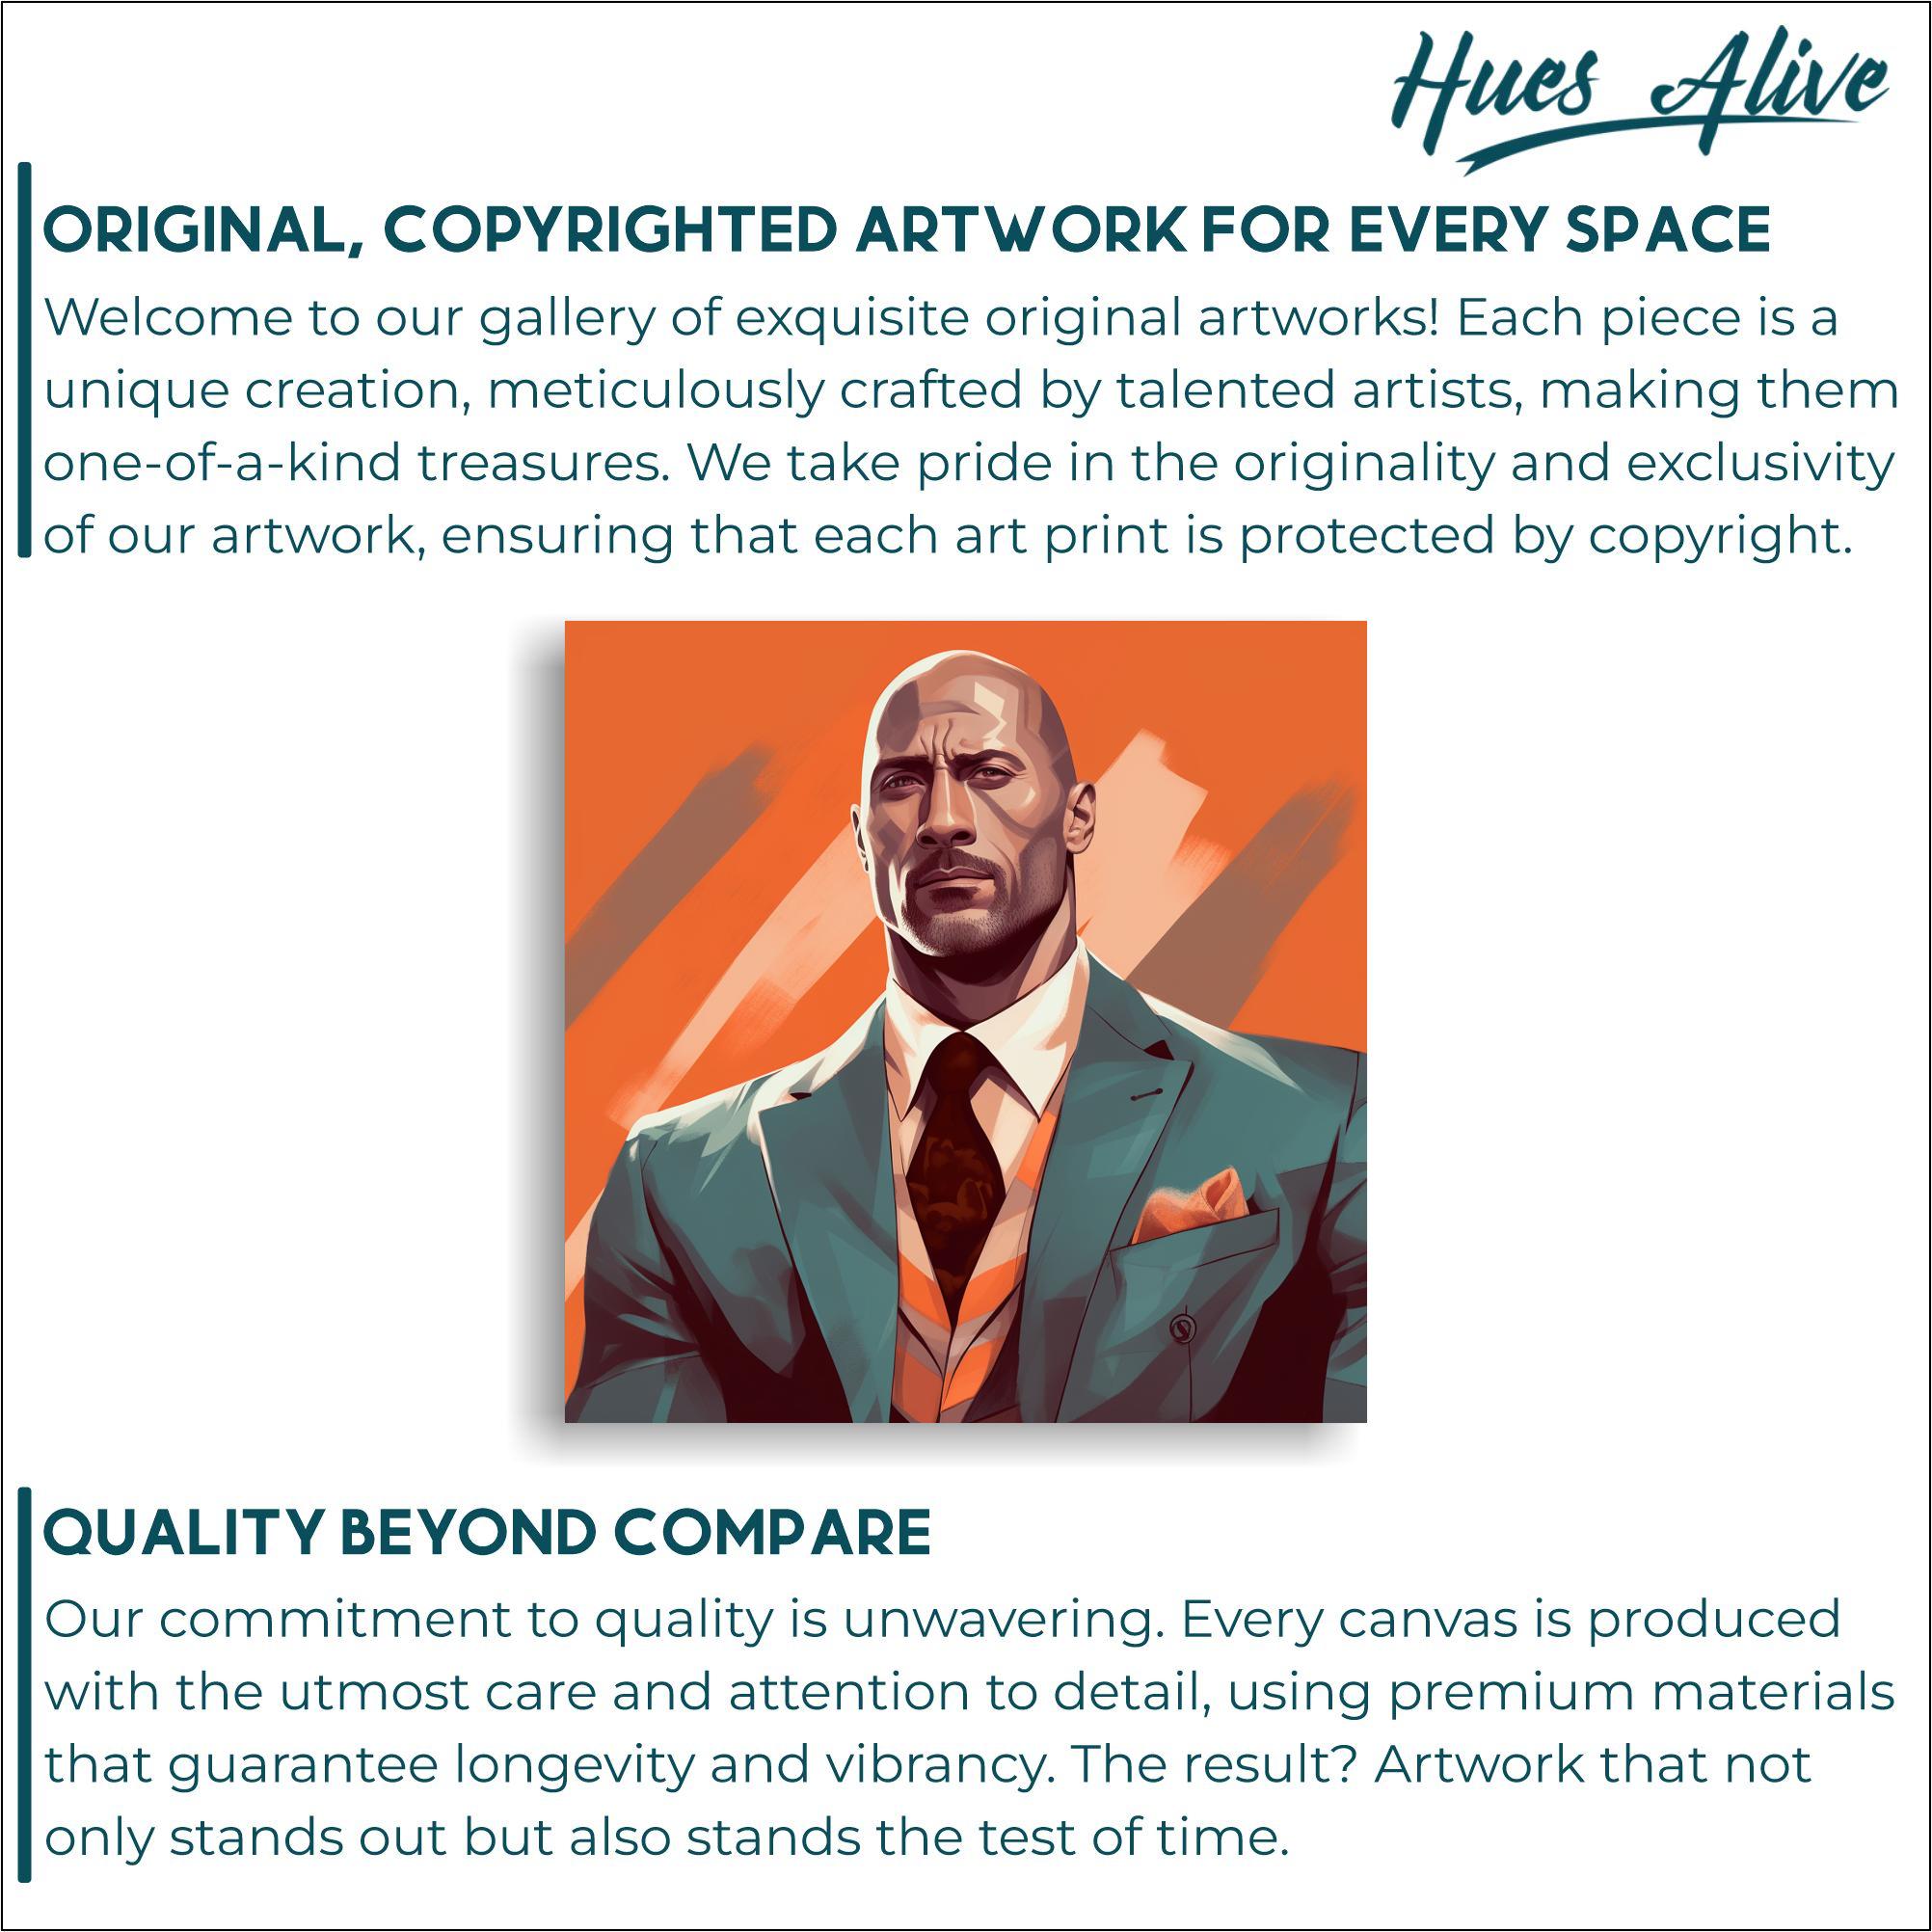 Hues Alive
ORIGINAL, COPYRIGHTED ARTWORK FOR EVERY SPACE
Welcome to our gallery of exquisite original artworks! Each piece is a
unique creation, meticulously crafted by talented artists, making them
one-of-a-kind treasures. We take pride in the originality and exclusivity
of our artwork, ensuring that each art print is protected by copyright.
QUALITY BEYOND COMPARE
Our commitment to quality is unwavering. Every canvas is produced
with the utmost care and attention to detail, using premium materials
that guarantee longevity and vibrancy. The result? Artwork that not
only stands out but also stands the test of time.